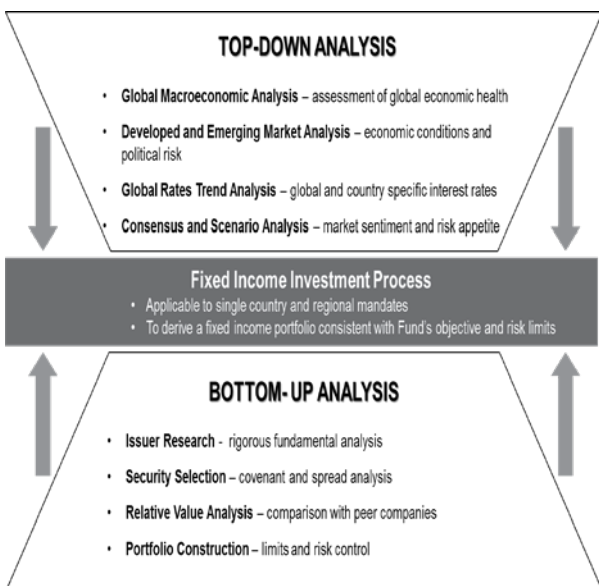 TOP-DOWN ANALYSIS
• Global Macroeconomic Analysis – assessment of global economic health
• Developed and Emerging Market Analysis – economic conditions and
political risk
• Global Rates Trend Analysis – global and country specific interest rates
• Consensus and Scenario Analysis – market sentiment and risk appetite
Fixed Income Investment Process
• Applicable to single country and regional mandates
• To derive a fixed income portfolio consistent with Fund's objective and risk limits
BOTTOM- UP ANALYSIS
• Issuer Research - rigorous fundamental analysis
• Security Selection – covenant and spread analysis
• Relative Value Analysis – comparison with peer companies
• Portfolio Construction – limits and risk control